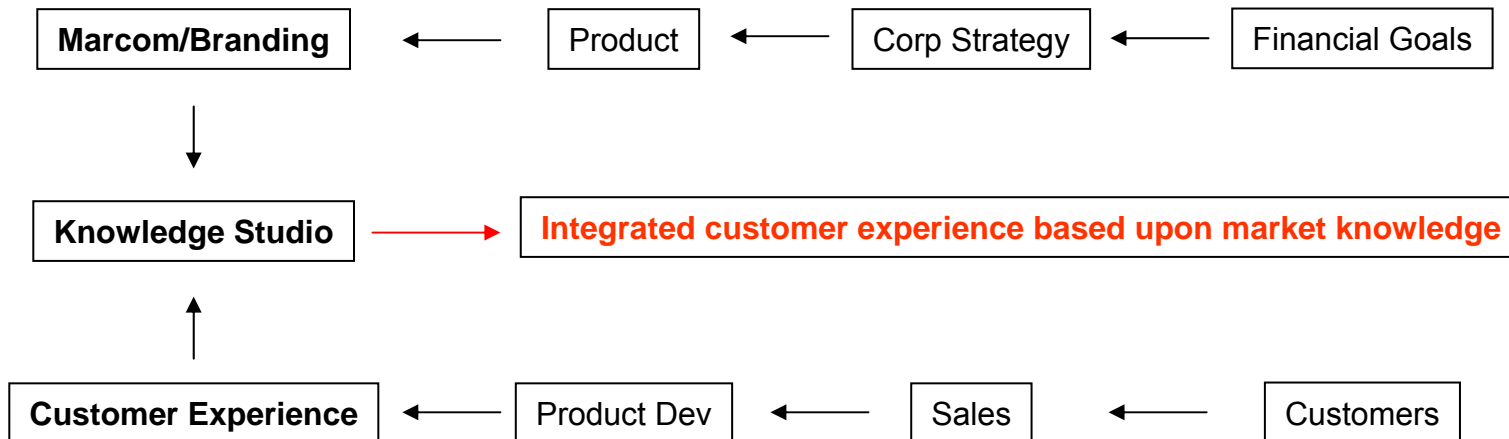 Marcom/Branding
Product
Corp Strategy
Financial Goals
Knowledge Studio
Integrated customer experience based upon market knowledge
Customer Experience
Product Dev
Sales
Customers